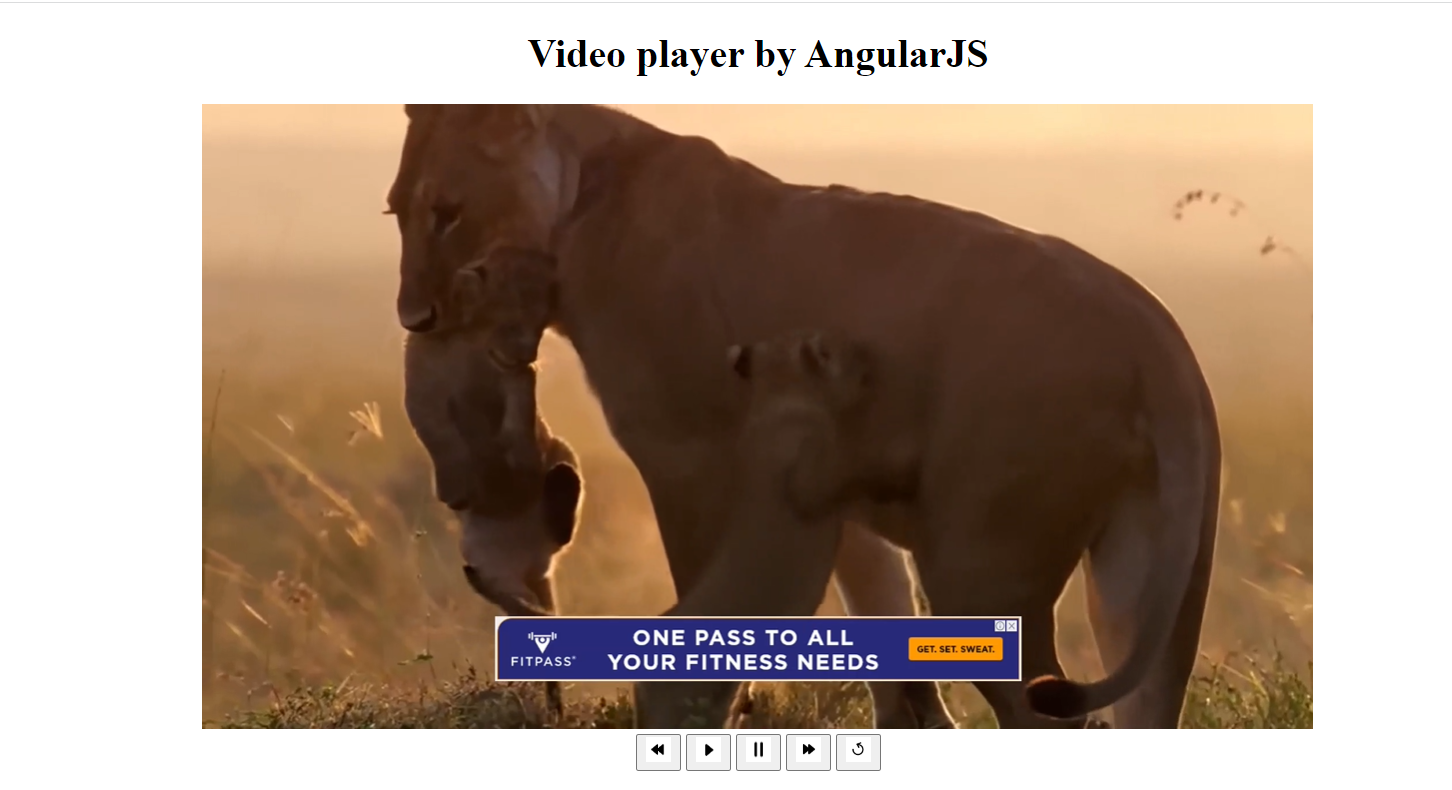 Video player by AngularJS
ONE PASS TO ALL
YOUR FITNESS NEEDS
FITPASS®
GET. SET. SWEAT.